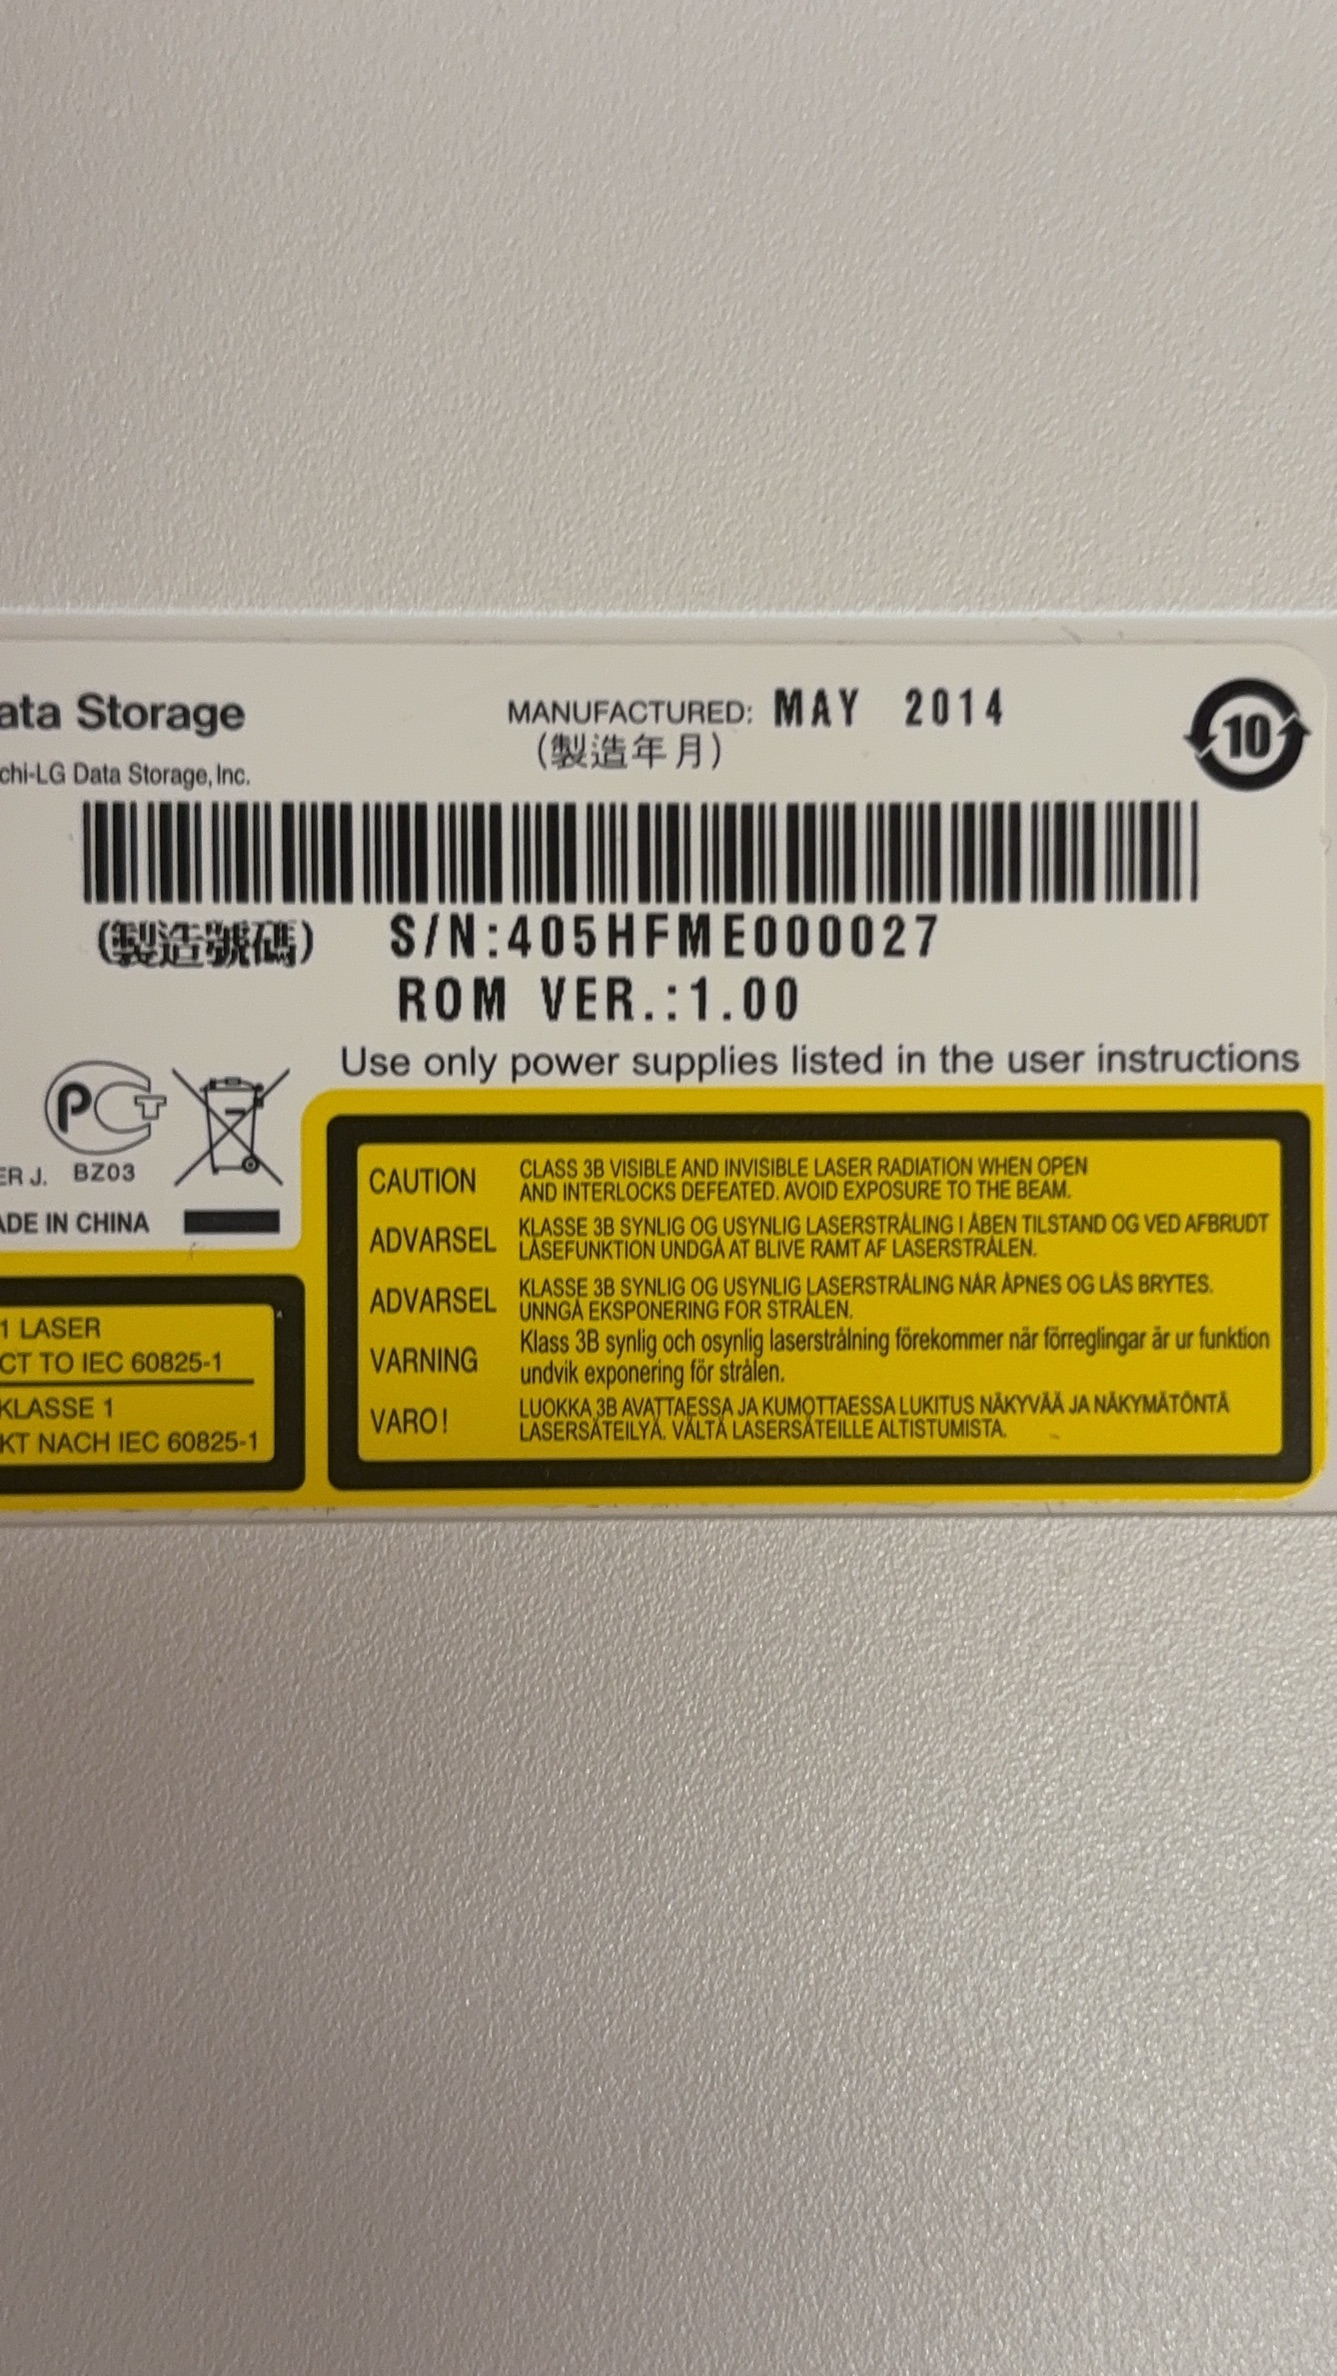 ata Storage
MANUFACTURED: MAY 2014
(製造年月)
10
chi-LG Data Storage, Inc.
(製造號碼) S/N:405HFME000027
ROM VER.:1.00
Use only power supplies listed in the user instructions
PCT
ER J. BZ03
ADE IN CHINA
1 LASER
CT TO IEC 60825-1
KLASSE 1
KT NACH IEC 60825-1
CAUTION CLASS 3B VISIBLE AND INVISIBLE LASER RADIATION WHEN OPEN
AND INTERLOCKS DEFEATED. AVOID EXPOSURE TO THE BEAM.
ADVARSEL KLASSE 3B SYNLIG OG USYNLIG LASERSTRÅLING I ÅBEN TILSTAND OG VED AFBRUDT
LÅSEFUNKTION UNDGÅ AT BLIVE RAMT AF LASERSTRÅLEN.
ADVARSEL KLASSE 3B SYNLIG OG USYNLIG LASERSTRÅLING NÅR ÅPNES OG LÅS BRYTES.
UNNGÅ EKSPONERING FOR STRÅLEN.
VARNING Klass 3B synlig och osynlig laserstrålning förekommer när förreglingar är ur funktion
undvik exponering för strålen.
VARO! LUOKKA 3B AVATTAESSA JA KUMOTTAESSA LUKITUS NÄKYVÄÄ JA NÄKYMÄTÖNTÄ
LASERSÄTEILYÄ. VÄLTÄ LASERSÄTEILLE ALTISTUMISTA.